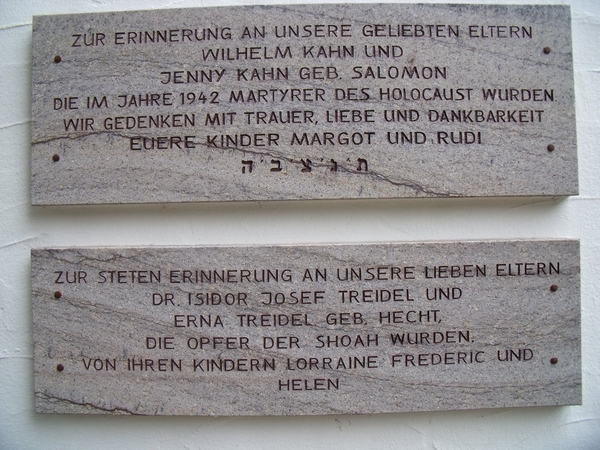 ZUR ERINNERUNG AN UNSERE GELIEBTEN ELTERN
WILHELM KAHN UND
JENNY KAHN GEB. SALOMON
DIE IM JAHRE 1942 MARTYRER DES HOLOCAUST WURDEN.
WIR GEDENKEN MIT TRAUER, LIEBE UND DANKBARKEIT
EUERE KINDER MARGOT UND RUDI
ת׳נ׳צ׳ב׳ה
ZUR STETEN ERINNERUNG AN UNSERE LIEBEN ELTERN
DR. ISIDOR JOSEF TREIDEL UND
ERNA TREIDEL GEB. HECHT,
DIE OPFER DER SHOAH WURDEN.
VON IHREN KINDERN LORRAINE FREDERIC UND
HELEN